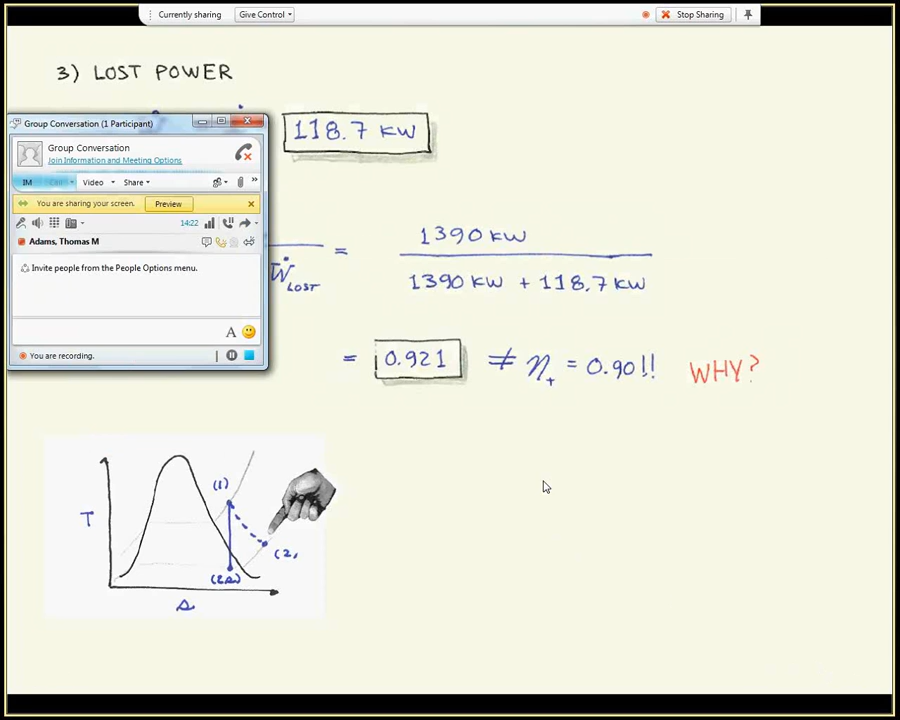 Currently sharing
Give Control
Stop Sharing
3) LOST POWER
118.7 KW
Group Conversation (1 Participant)
Group Conversation
Join Information and Meeting Options
IM
Video
Share
You are sharing your screen.
Preview
14:22
Adams, Thomas M
Invite people from the People Options menu.
A
You are recording.
Ẇ LOST
=
1390 KW
1390 KW + 118.7 KW
= 0.921 ≠ η+ = 0.90!! WHY?
(1)
T
(2
(2s)
s